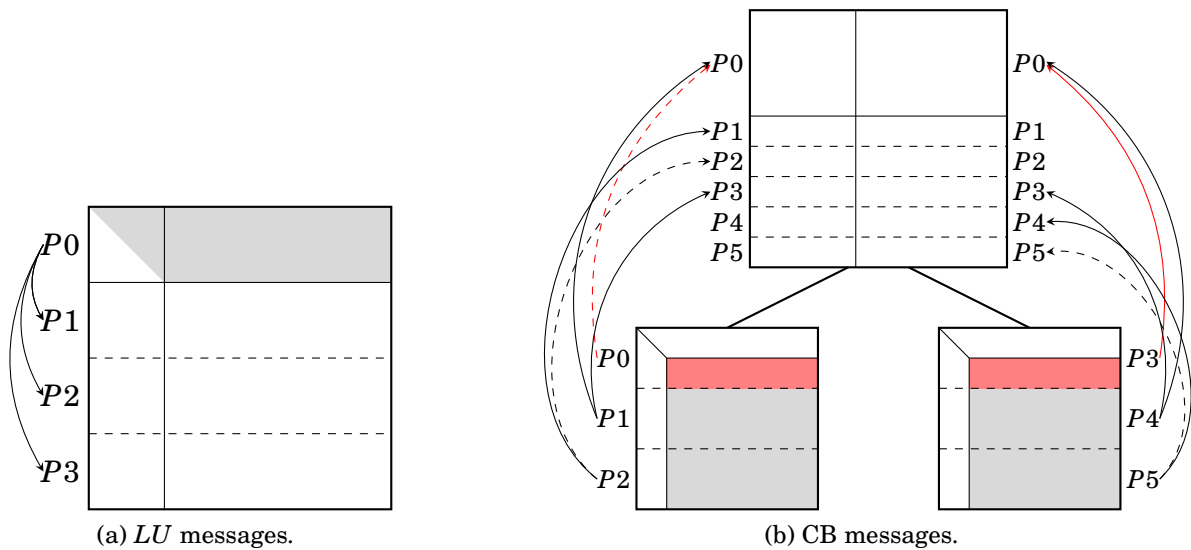 P0
P1
P2
P3
(a) LU messages.
P0
P1
P2
P3
P4
P5
P0
P1
P2
P3
P4
P5
P0
P1
P2
P3
P4
P5
(b) CB messages.